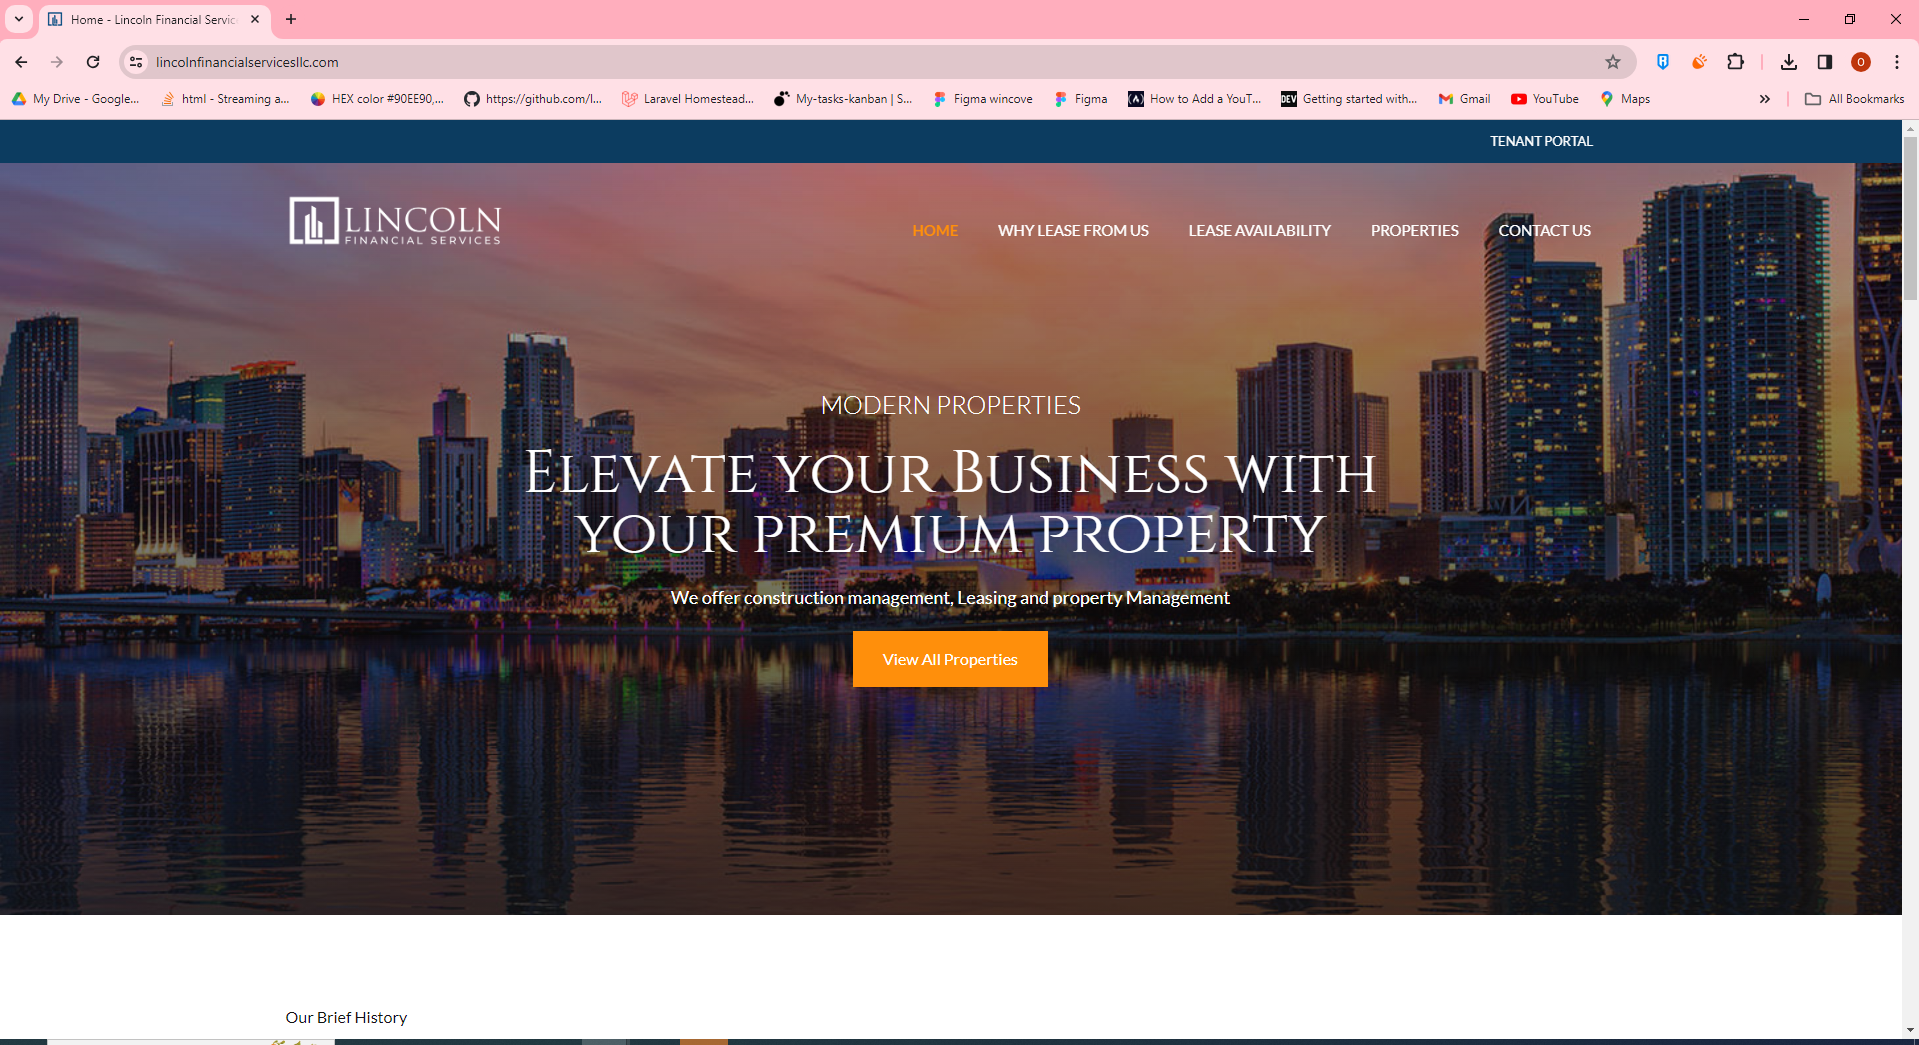 Home - Lincoln Financial Servic
lincolnfinancialservicesllc.com
O
My Drive - Google...
html - Streaming a...
HEX color #90EE90,...
https://github.com/l...
Laravel Homestead...
My-tasks-kanban | S...
Figma wincove
Figma
How to Add a YouT...
DEV
Getting started with...
Gmail
YouTube
Maps
All Bookmarks
TENANT PORTAL
LINCOLN
FINANCIAL SERVICES
HOME
WHY LEASE FROM US
LEASE AVAILABILITY
PROPERTIES
CONTACT US
MODERN PROPERTIES
Elevate your Business with
your premium property
We offer construction management, Leasing and property Management
View All Properties
Our Brief History